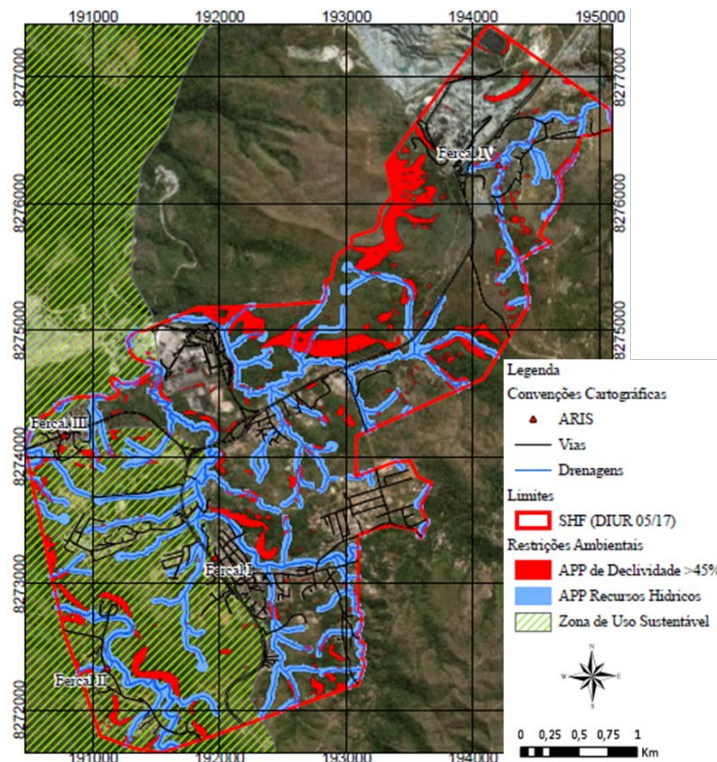 191000 192000 193000 194000 195000
8277000
8277000
Fercal IV
8276000
8276000
8275000
8275000
Legenda
Convenções Cartográficas
ARIS
Vias
Drenagens
Fercal III
8274000
Limites
SHF (DIUR 05/17)
Restrições Ambientais
APP de Declividade >45%
APP Recursos Hídricos
Zona de Uso Sustentável
Fercal I
8273000
Fercal II
8272000
N
W E
S
191000 192000 193000 194000
0 0,25 0,5 1
Km